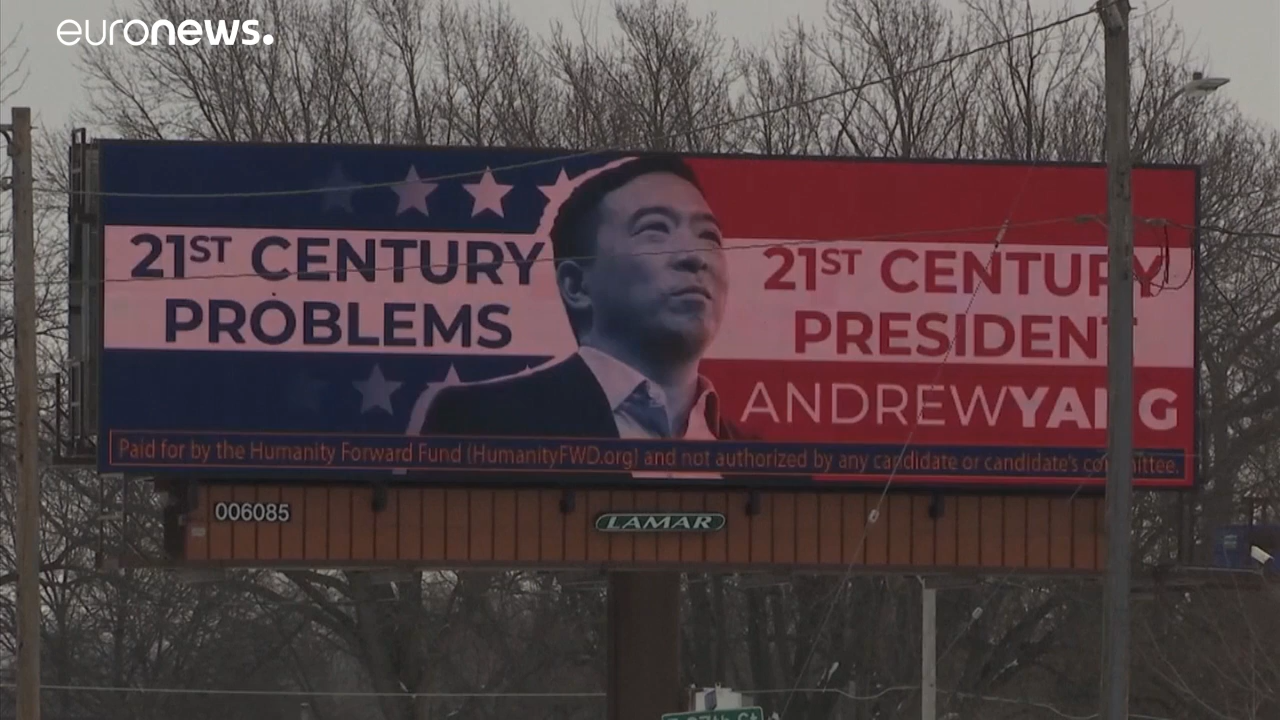 euronews.
21ST CENTURY
PROBLEMS
21ST CENTURY
PRESIDENT
ANDREWYANG
Paid for by the Humanity Forward Fund (HumanityFWD.org) and not authorized by any candidate or candidate's committee.
006085
LAMAR